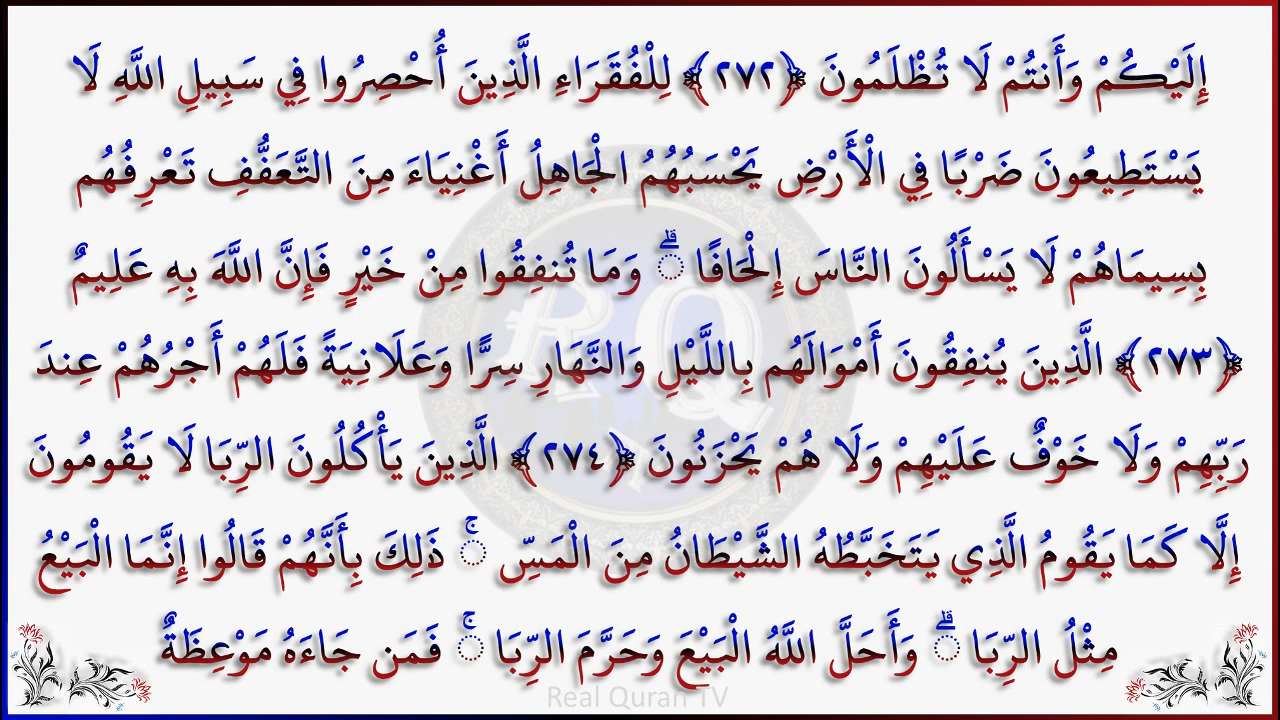 إِلَيْكُمْ وَأَنتُمْ لَا تُظْلَمُونَ ﴿٢٧٢﴾ لِلْفُقَرَاءِ الَّذِينَ أُحْصِرُوا فِي سَبِيلِ اللَّهِ لَا
يَسْتَطِيعُونَ ضَرْبًا فِي الْأَرْضِ يَحْسَبُهُمُ الْجَاهِلُ أَغْنِيَاءَ مِنَ التَّعَفُّفِ تَعْرِفُهُم
بِسِيمَاهُمْ لَا يَسْأَلُونَ النَّاسَ إِلْحَافًا ۗ وَمَا تُنفِقُوا مِنْ خَيْرٍ فَإِنَّ اللَّهَ بِهِ عَلِيمٌ
﴿٢٧٣﴾ الَّذِينَ يُنفِقُونَ أَمْوَالَهُم بِاللَّيْلِ وَالنَّهَارِ سِرًّا وَعَلَانِيَةً فَلَهُمْ أَجْرُهُمْ عِندَ
رَبِّهِمْ وَلَا خَوْفٌ عَلَيْهِمْ وَلَا هُمْ يَحْزَنُونَ ﴿٢٧٤﴾ الَّذِينَ يَأْكُلُونَ الرِّبَا لَا يَقُومُونَ
إِلَّا كَمَا يَقُومُ الَّذِي يَتَخَبَّطُهُ الشَّيْطَانُ مِنَ الْمَسِّ ۚ ذَلِكَ بِأَنَّهُمْ قَالُوا إِنَّمَا الْبَيْعُ
مِثْلُ الرِّبَا ۗ وَأَحَلَّ اللَّهُ الْبَيْعَ وَحَرَّمَ الرِّبَا ۚ فَمَن جَاءَهُ مَوْعِظَةٌ
Real Quran TV